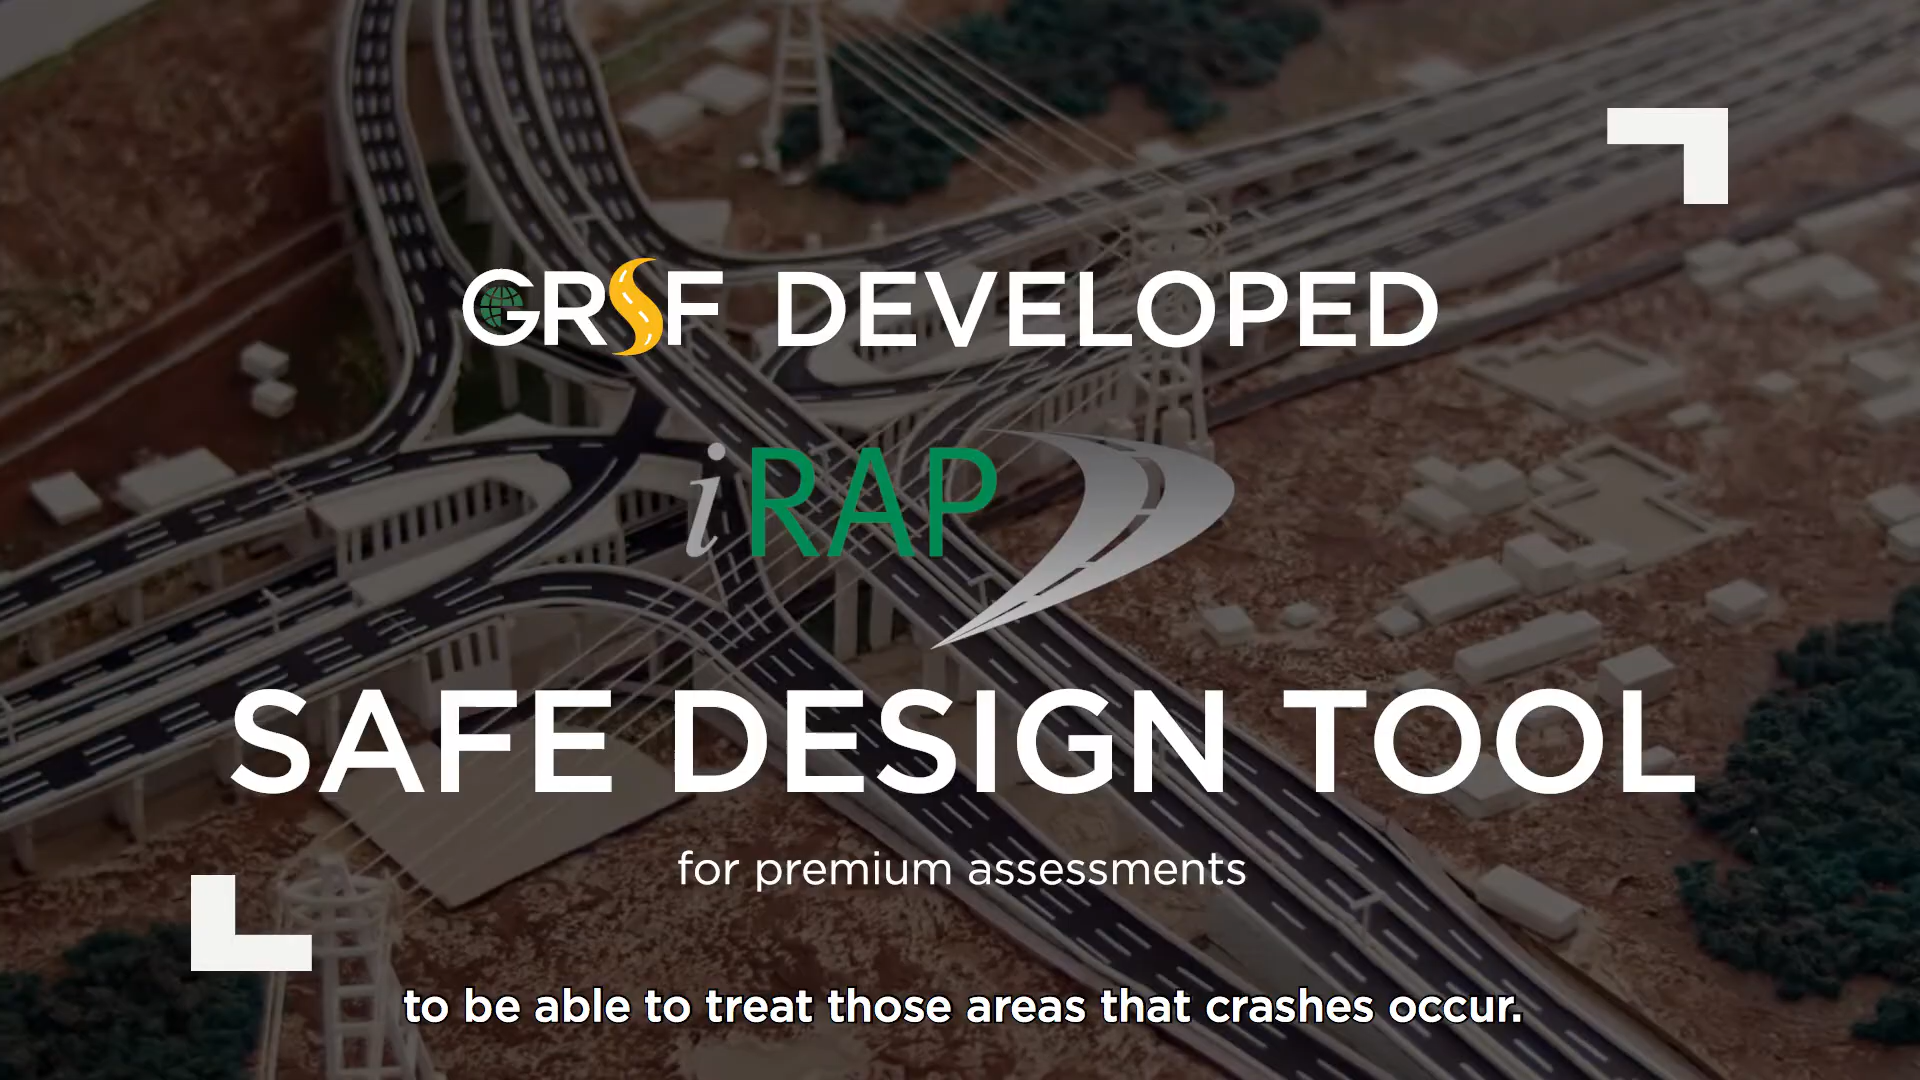 GRSF DEVELOPED
iRAP
SAFE DESIGN TOOL
for premium assessments
to be able to treat those areas that crashes occur.